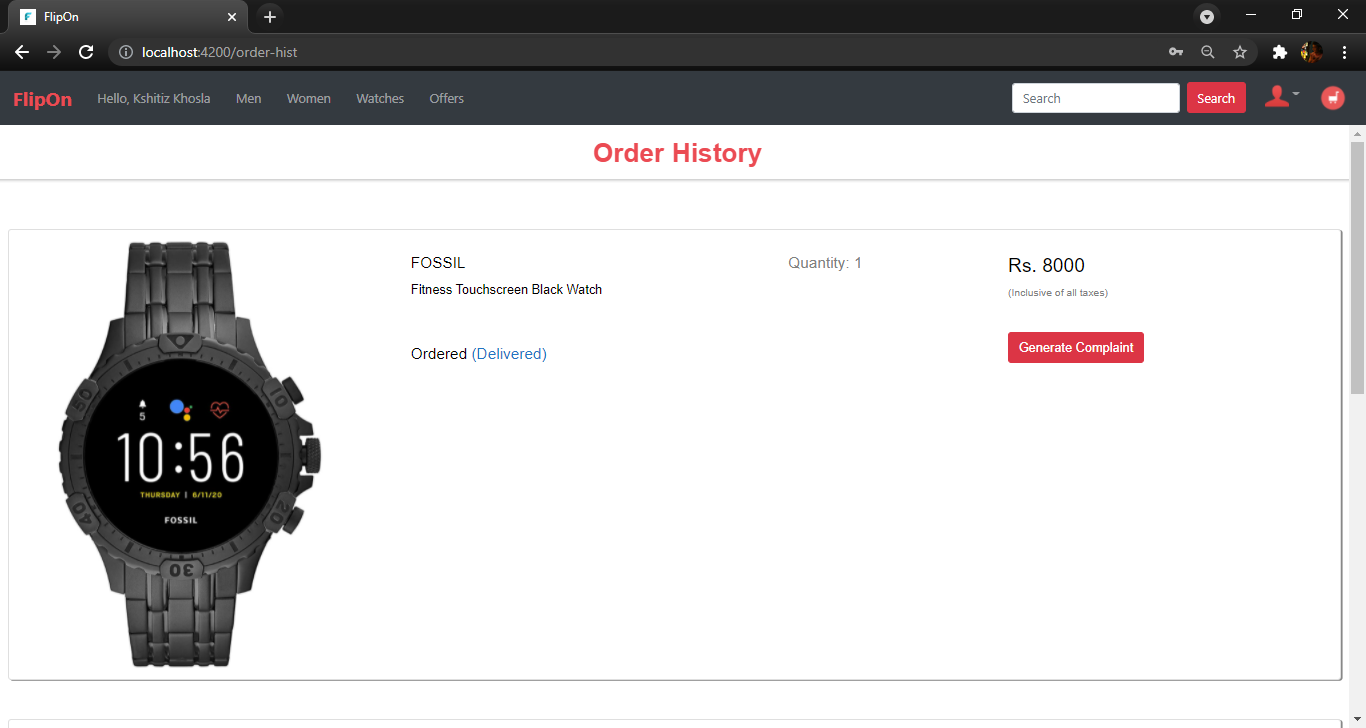 FlipOn
localhost:4200/order-hist
FlipOn Hello, Kshitiz Khosla Men Women Watches Offers Search Search
Order History
FOSSIL Quantity: 1 Rs. 8000
Fitness Touchscreen Black Watch (Inclusive of all taxes)
Ordered (Delivered) Generate Complaint
50 10
5
10:56
THURSDAY | 6/11/20
40 20
FOSSIL
30